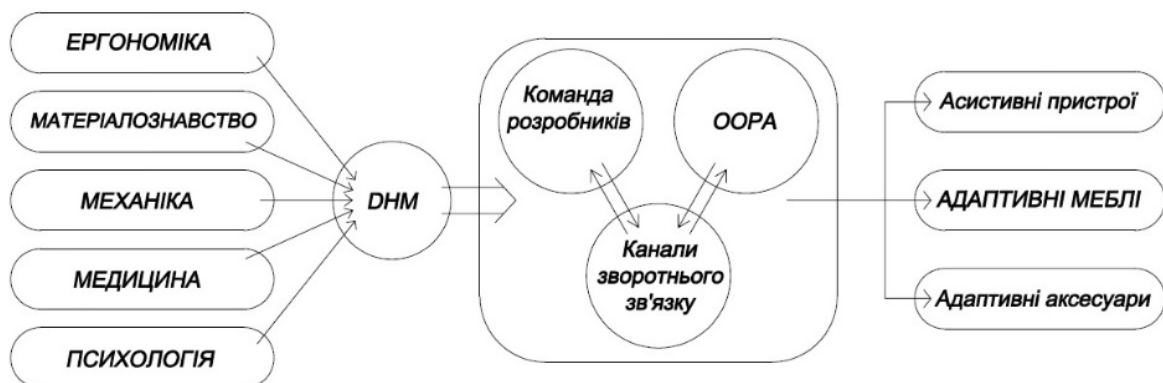 ЕРГОНОМІКА
МАТЕРІАЛОЗНАВСТВО
МЕХАНІКА
МЕДИЦИНА
ПСИХОЛОГІЯ
DHM
Команда
розробників
ООРА
Канали
зворотнього
зв'язку
Асистивні пристрої
АДАПТИВНІ МЕБЛІ
Адаптивні аксесуари